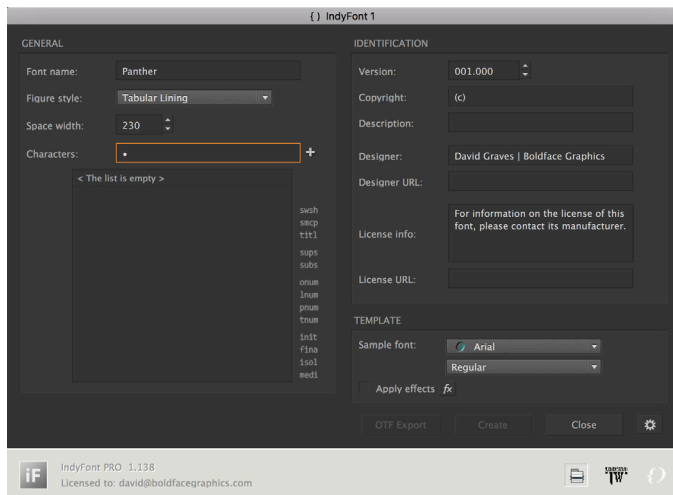 { } IndyFont 1
GENERAL
Font name: Panther
Figure style: Tabular Lining
Space width: 230
Characters: •
< The list is empty >
swsh
smcp
titl
sups
subs
onum
lnum
pnum
tnum
init
fina
isol
medi
IDENTIFICATION
Version: 001.000
Copyright: (c)
Description:
Designer: David Graves | Boldface Graphics
Designer URL:
License info: For information on the license of this
font, please contact its manufacturer.
License URL:
TEMPLATE
Sample font: Arial
Regular
Apply effects fx
OTF Export Create Close
iF
IndyFont PRO 1.138
Licensed to: david@boldfacegraphics.com
TW